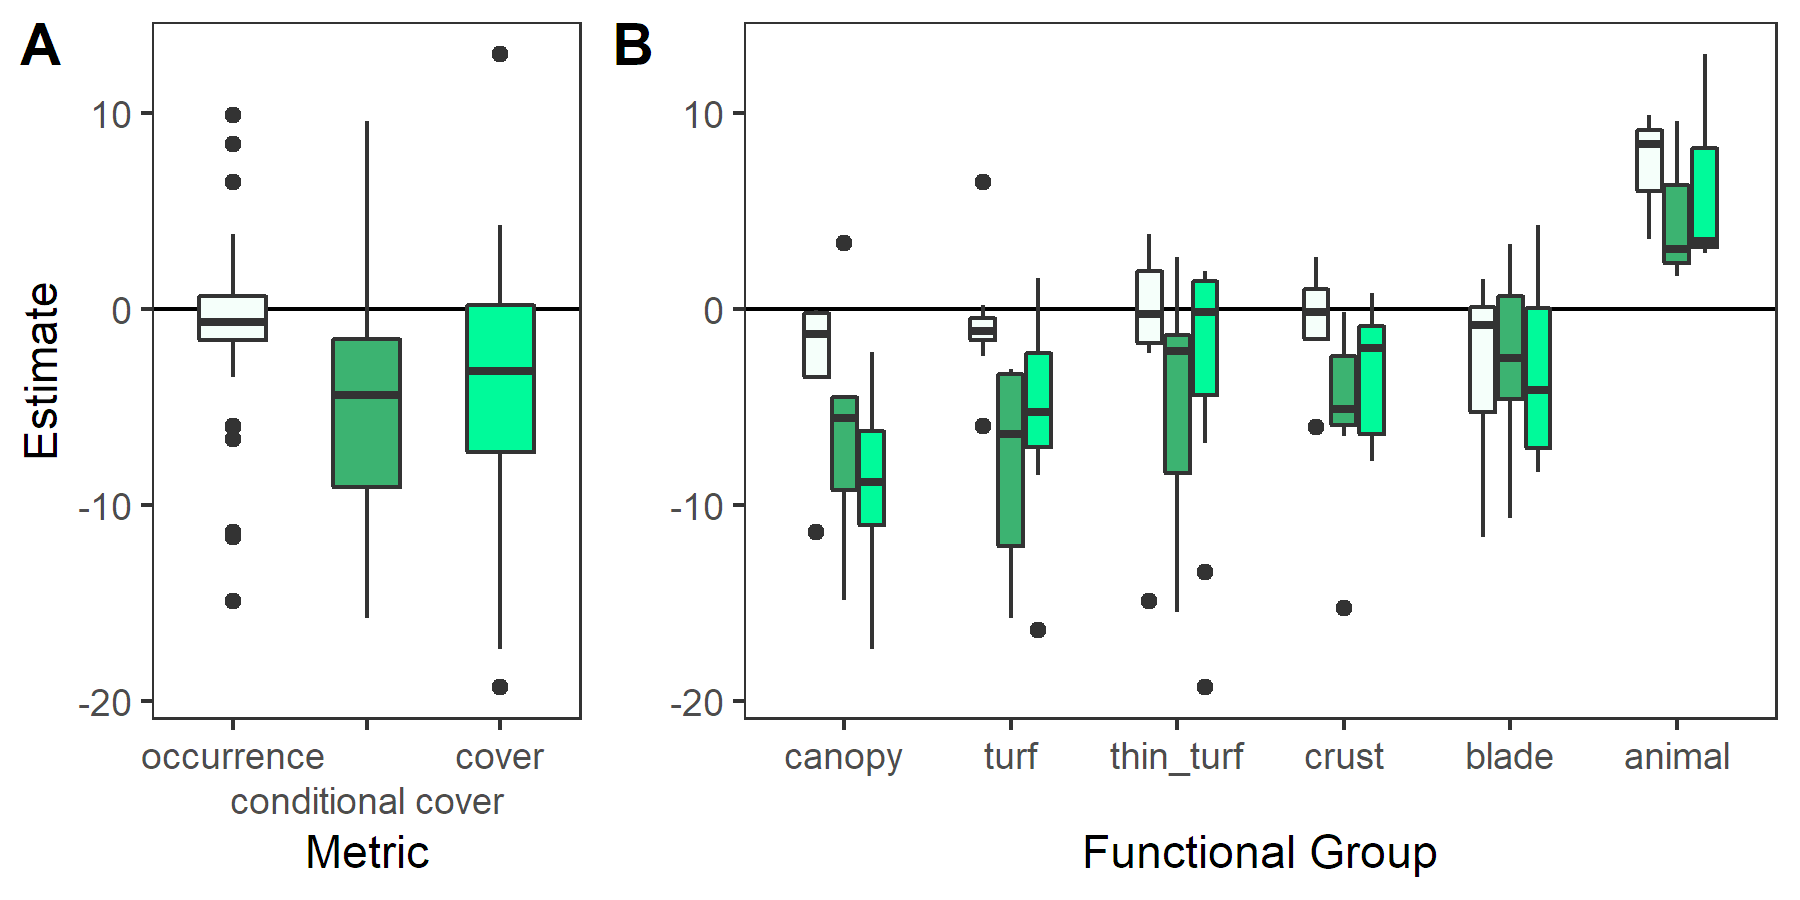 A
Estimate
10
0
-10
-20
occurrence cover
conditional cover
Metric
B
10
0
-10
-20
canopy turf thin_turf crust blade animal
Functional Group